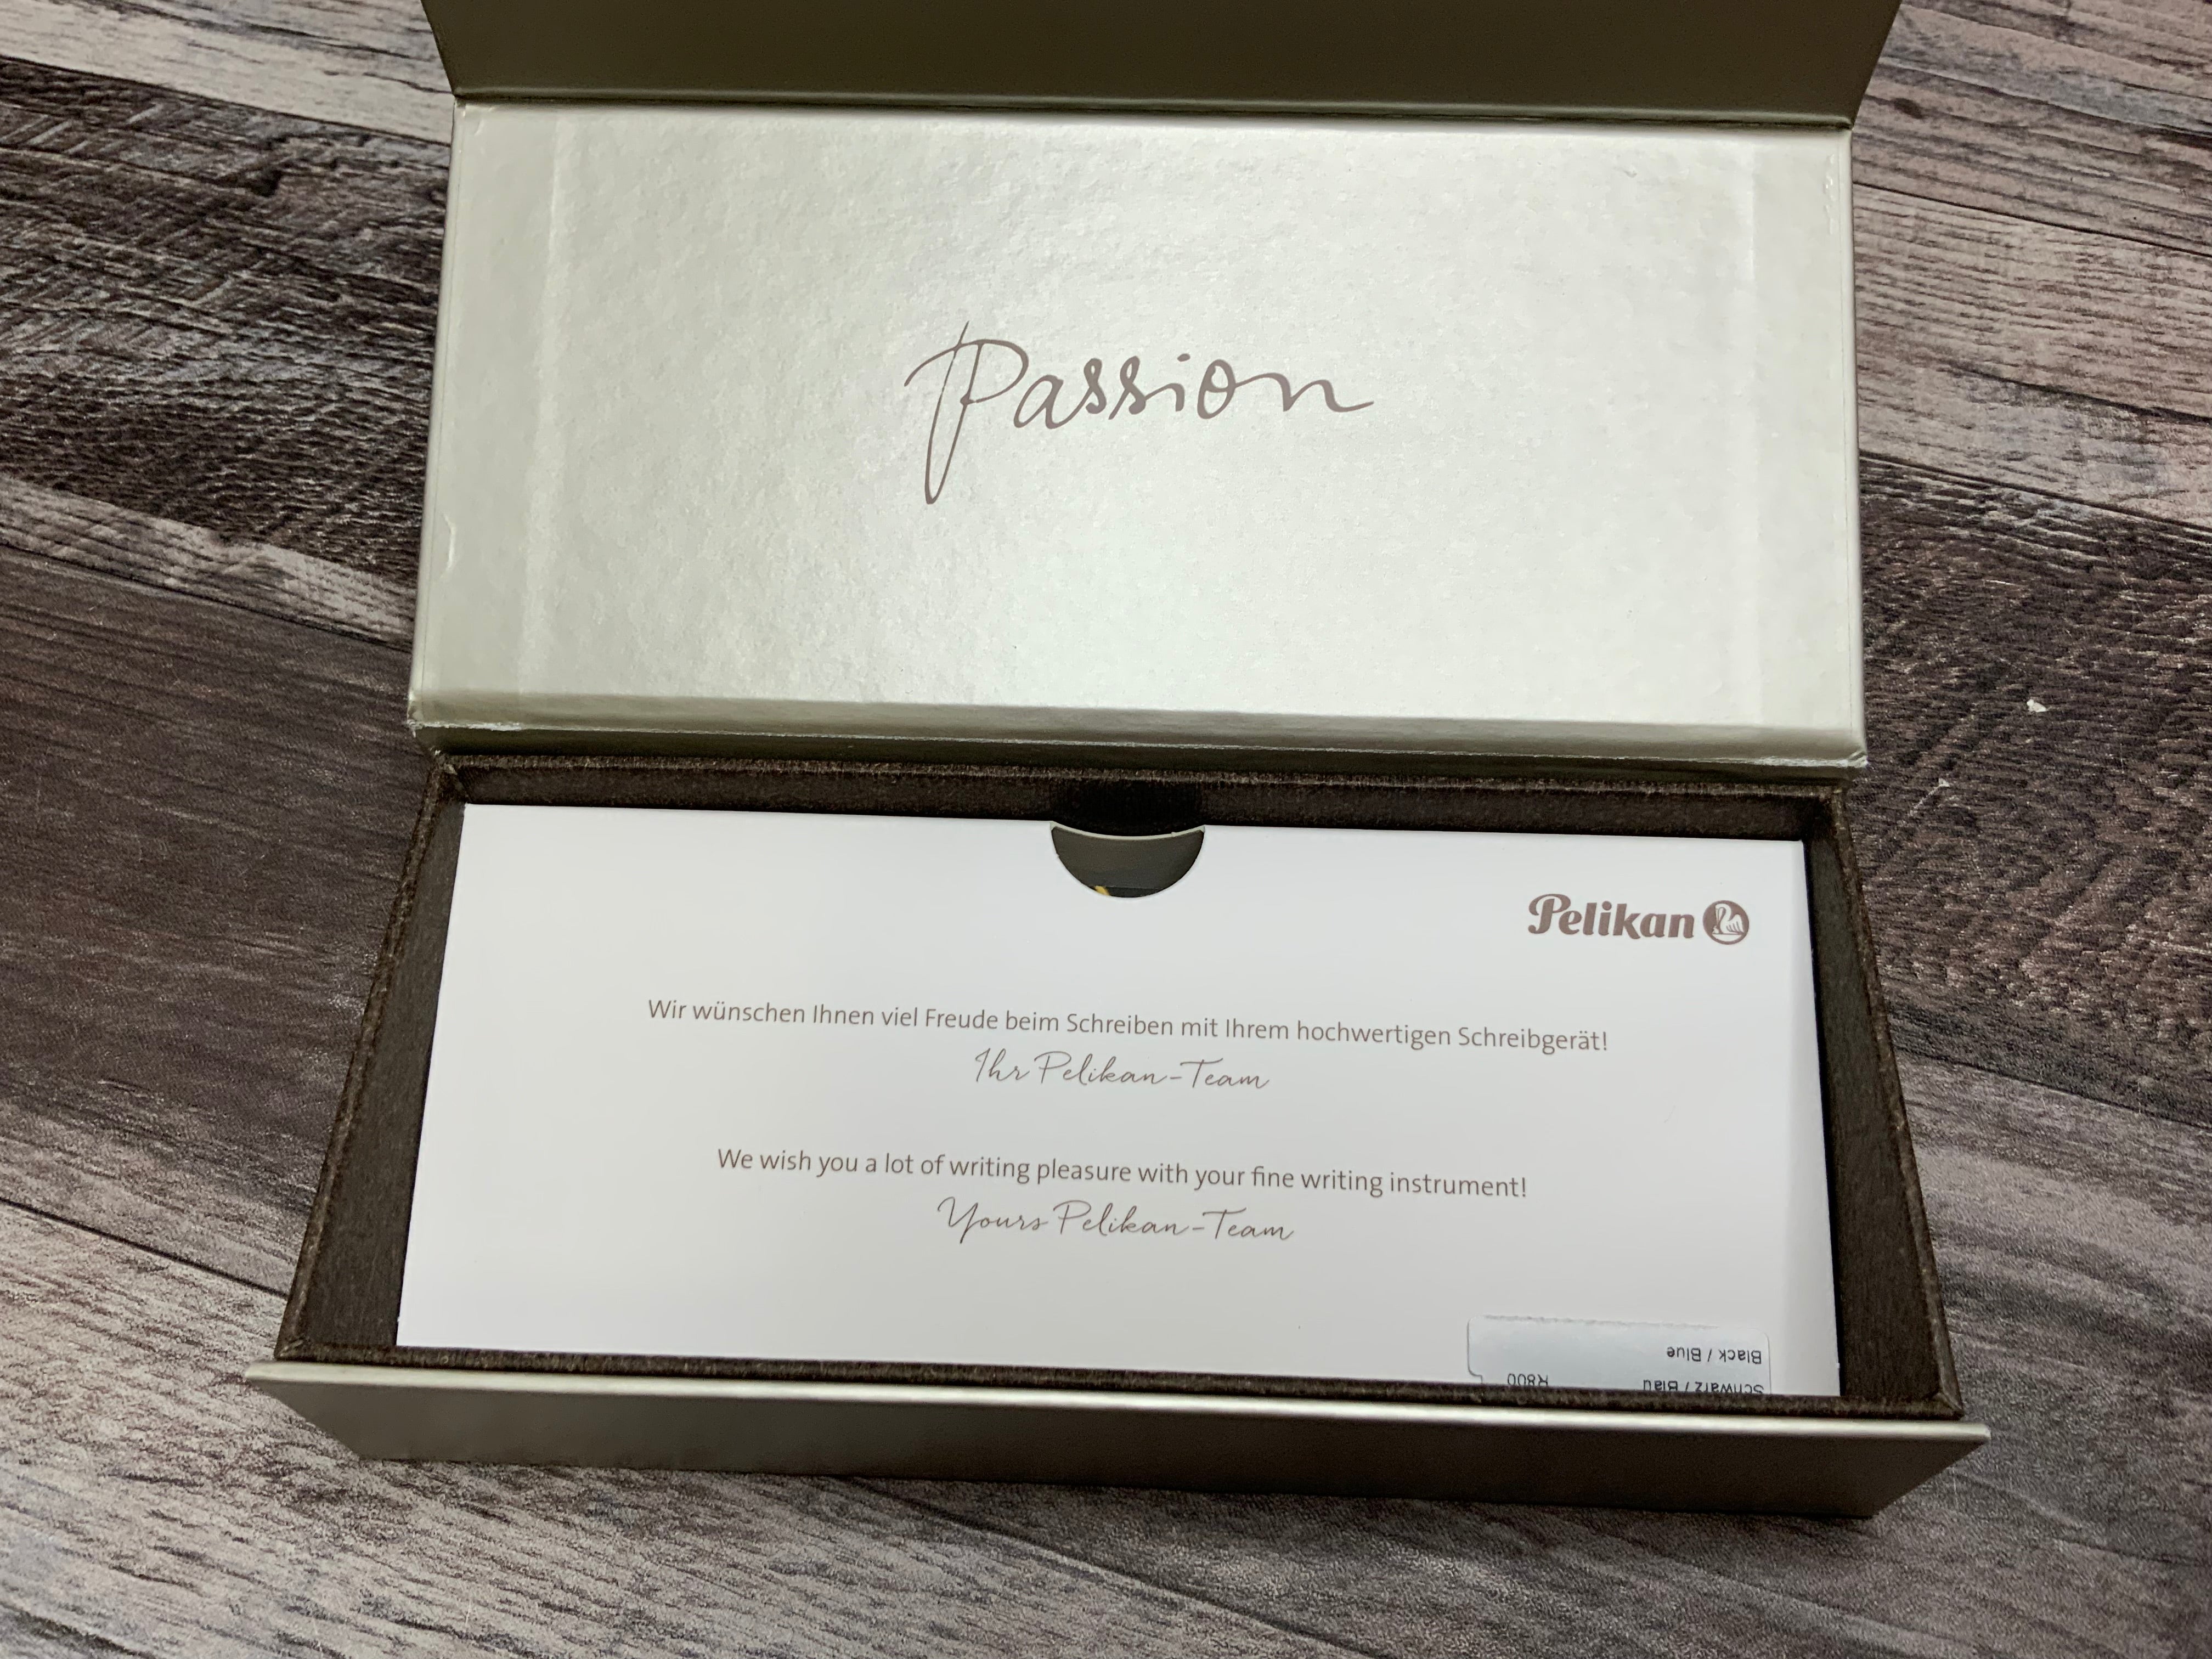 Passion
Pelikan
Wir wünschen Ihnen viel Freude beim Schreiben mit Ihrem hochwertigen Schreibgerät!
Ihr Pelikan-Team
We wish you a lot of writing pleasure with your fine writing instrument!
Yours Pelikan-Team
Schwarz / Blau R800
Black / Blue